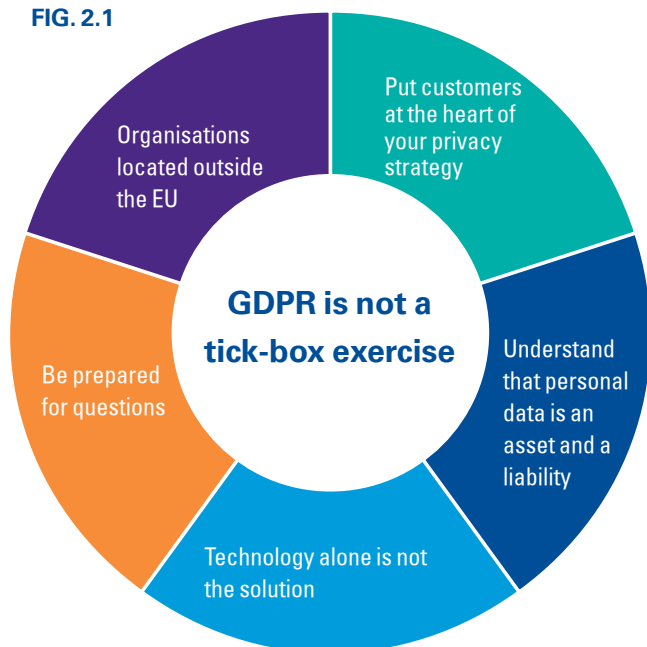 FIG. 2.1
Put customers
at the heart of
your privacy
strategy
Understand
that personal
data is an
asset and a
liability
Technology alone is not
the solution
Be prepared
for questions
Organisations
located outside
the EU
GDPR is not a
tick-box exercise